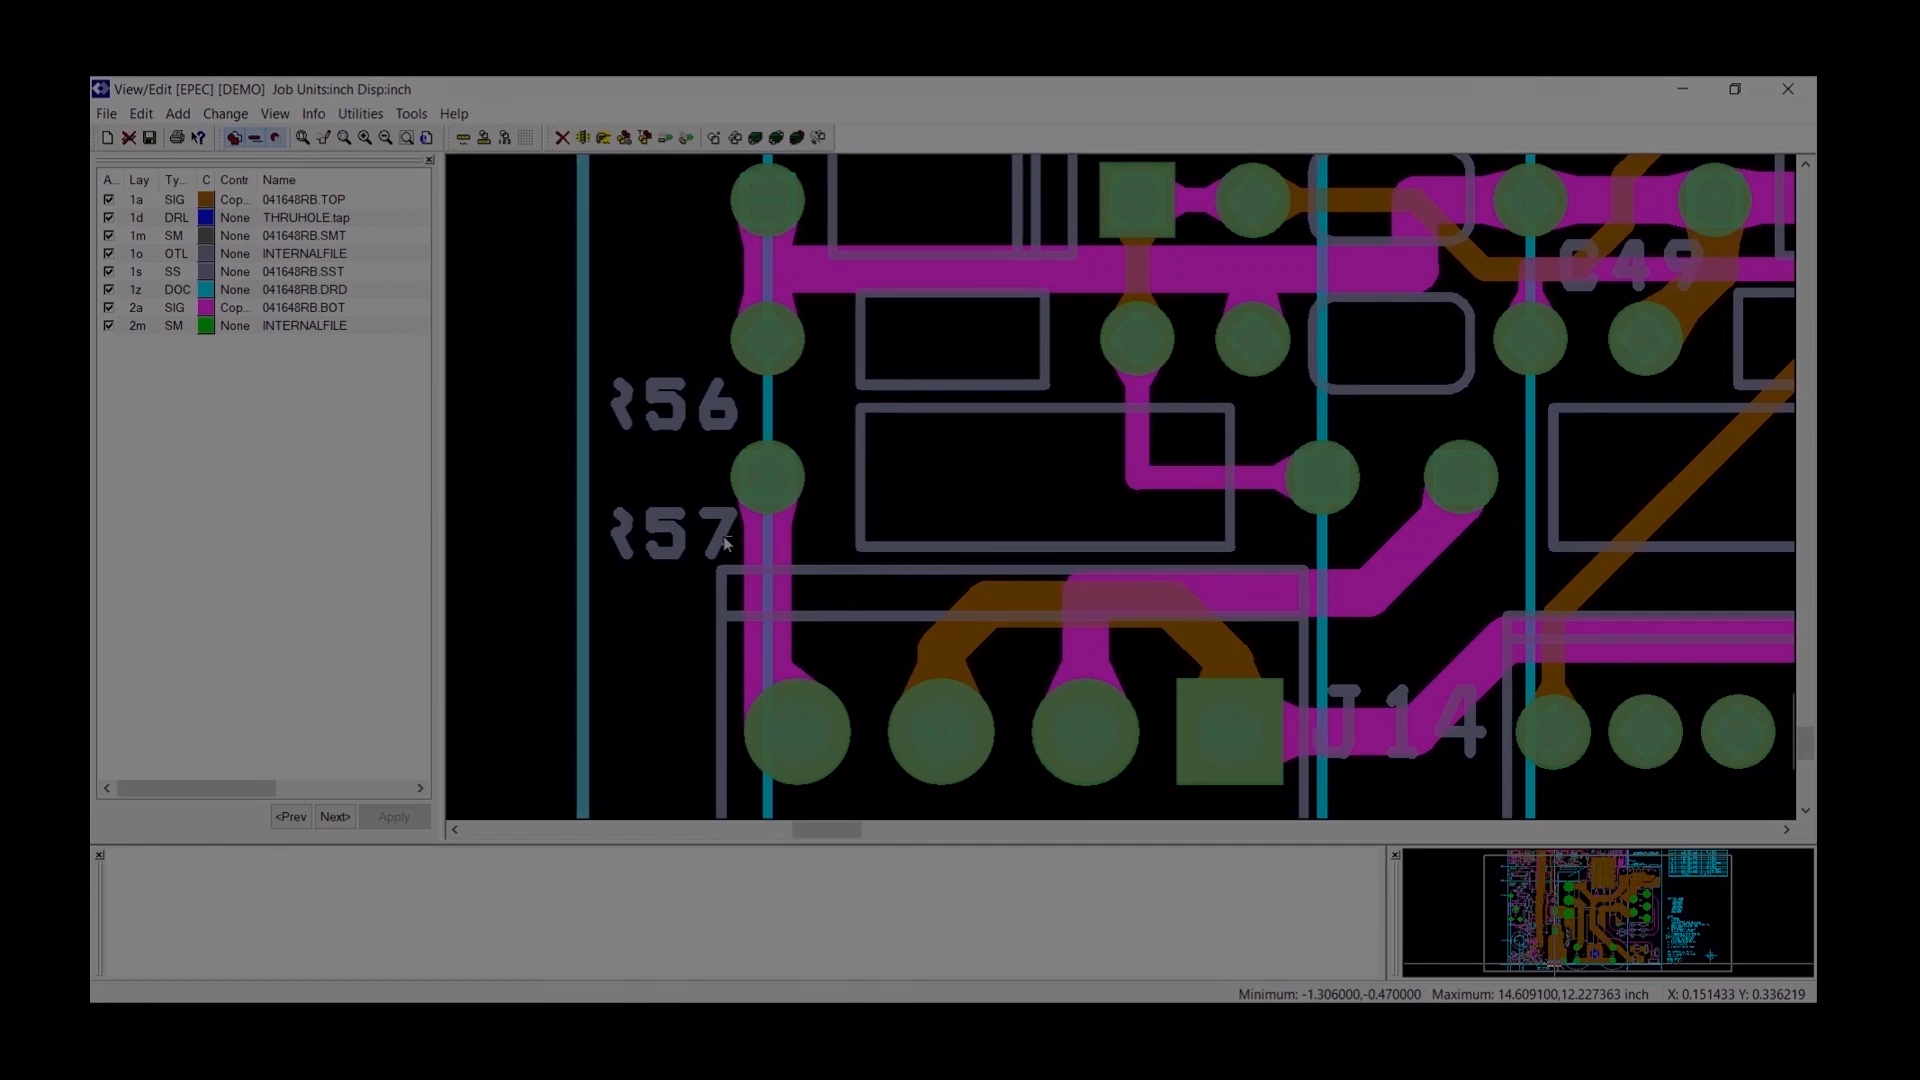 View/Edit [EPEC] [DEMO] Job Units:inch Disp:inch
File Edit Add Change View Info Utilities Tools Help
A... Lay Ty... C Contr Name
1a SIG Cop... 041648RB.TOP
1d DRL None THRUHOLE.tap
1m SM None 041648RB.SMT
1o OTL None INTERNALFILE
1s SS None 041648RB.SST
1z DOC None 041648RB.DRD
2a SIG Cop... 041648RB.BOT
2m SM None INTERNALFILE
<Prev Next> Apply
C49
R56
R57
J14
Minimum: -1.306000,-0.470000 Maximum: 14.609100,12.227363 inch X: 0.151433 Y: 0.336219